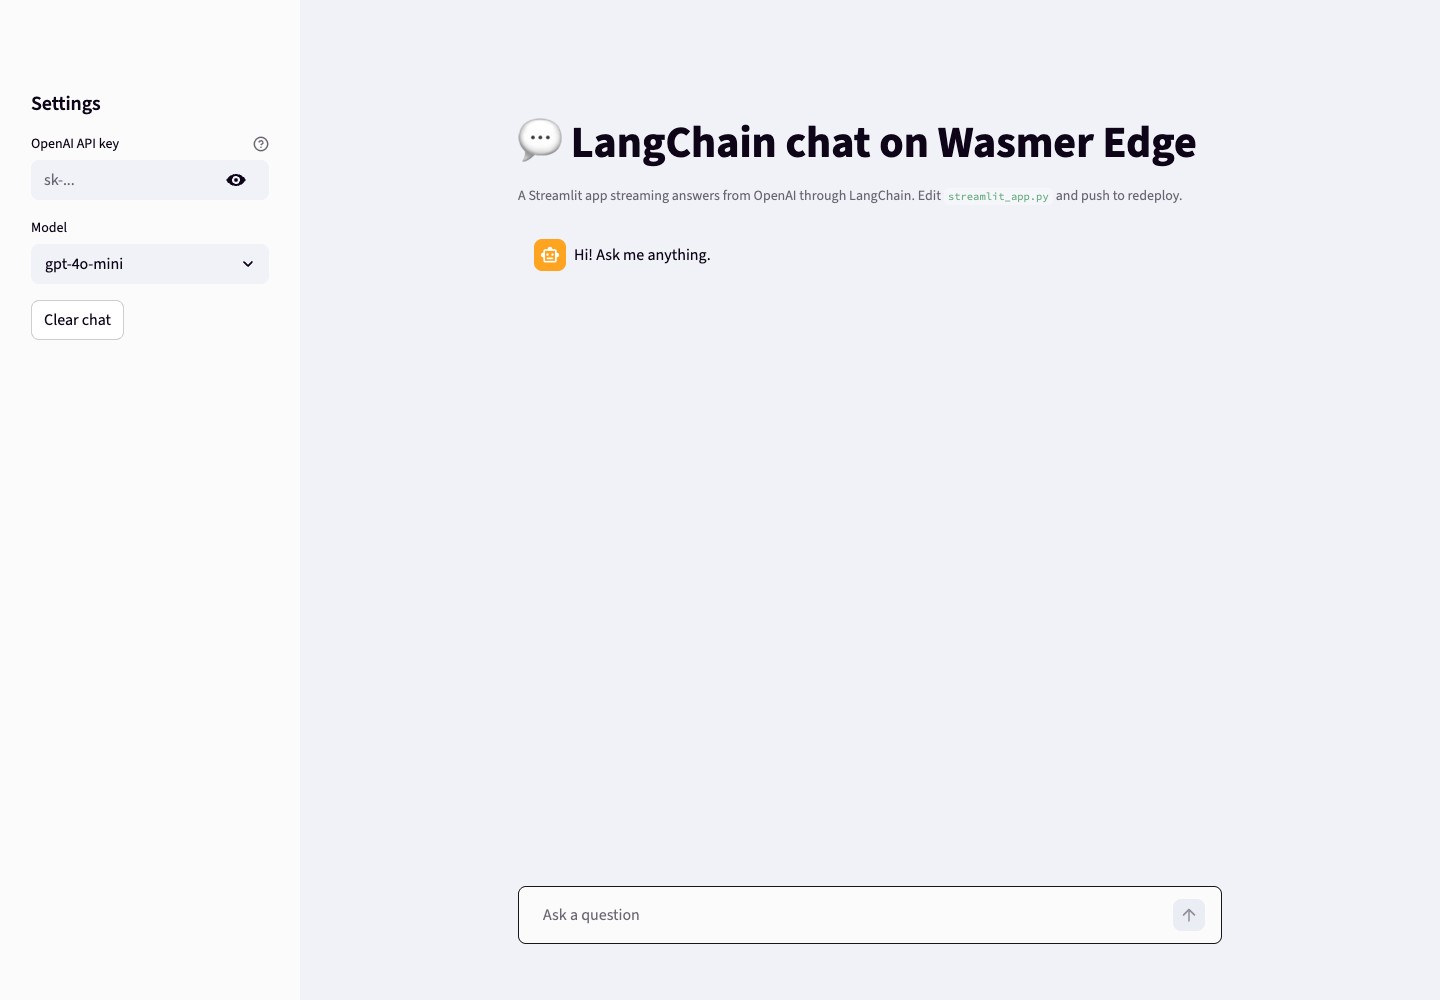 Settings
OpenAI API key
sk-...
Model
gpt-4o-mini
Clear chat
LangChain chat on Wasmer Edge
A Streamlit app streaming answers from OpenAI through LangChain. Edit streamlit_app.py and push to redeploy.
Hi! Ask me anything.
Ask a question